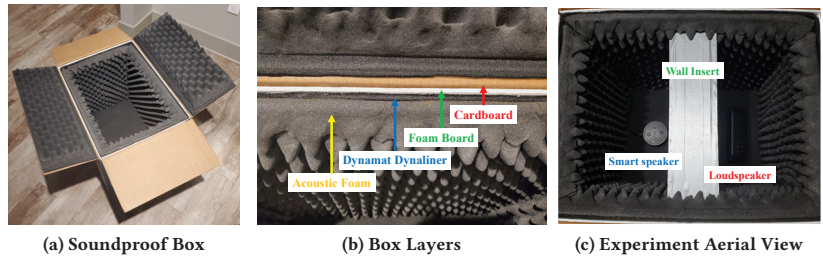 Cardboard
Foam Board
Dynamat Dynaliner
Acoustic Foam
Wall Insert
Smart speaker
Loudspeaker
(a) Soundproof Box
(b) Box Layers
(c) Experiment Aerial View